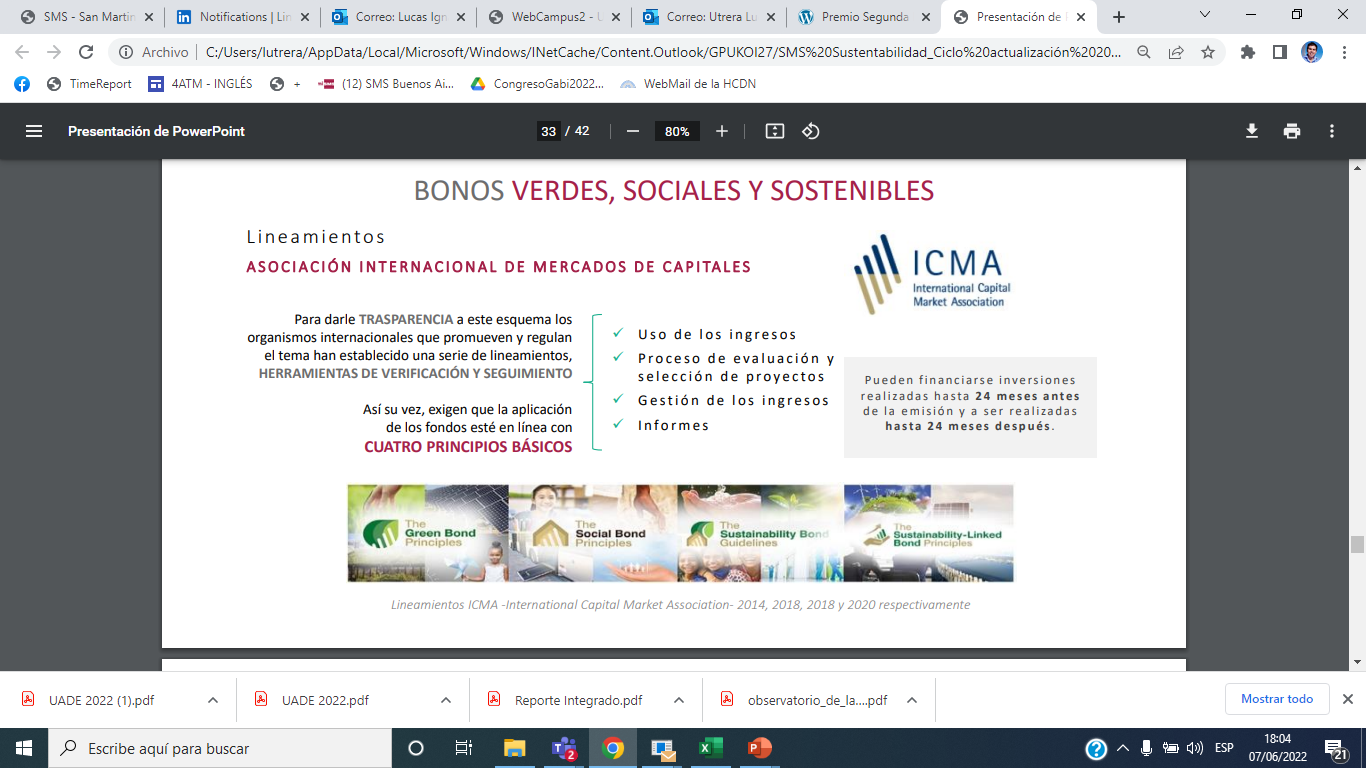 SMS - San Martin
Notifications | Lin
Correo: Lucas Ign
WebCampus2 - U
Correo: Utrera Lu
Premio Segunda
Presentación de
Archivo
C:/Users/lutrera/AppData/Local/Microsoft/Windows/INetCache/Content.Outlook/GPUKOI27/SMS%20Sustentabilidad_Ciclo%20actualización%2020...
TimeReport
4ATM - INGLÉS
+
(12) SMS Buenos Ai...
CongresoGabi2022...
WebMail de la HCDN
Presentación de PowerPoint
33 / 42
80%
BONOS VERDES, SOCIALES Y SOSTENIBLES
Lineamientos
ASOCIACIÓN INTERNACIONAL DE MERCADOS DE CAPITALES
ICMA
International Capital
Market Association
Para darle TRASPARENCIA a este esquema los
organismos internacionales que promueven y regulan
el tema han establecido una serie de lineamientos,
HERRAMIENTAS DE VERIFICACIÓN Y SEGUIMIENTO
Así su vez, exigen que la aplicación
de los fondos esté en línea con
CUATRO PRINCIPIOS BÁSICOS
✓ Uso de los ingresos
✓ Proceso de evaluación y
selección de proyectos
✓ Gestión de los ingresos
✓ Informes
Pueden financiarse inversiones
realizadas hasta 24 meses antes
de la emisión y a ser realizadas
hasta 24 meses después.
The
Green Bond
Principles
The
Social Bond
Principles
The
Sustainability Bond
Guidelines
The
Sustainability-Linked
Bond Principles
Lineamientos ICMA -International Capital Market Association- 2014, 2018, 2018 y 2020 respectivamente
UADE 2022 (1).pdf
UADE 2022.pdf
Reporte Integrado.pdf
observatorio_de_la....pdf
Mostrar todo
Escribe aquí para buscar
2
ESP
18:04
07/06/2022
21